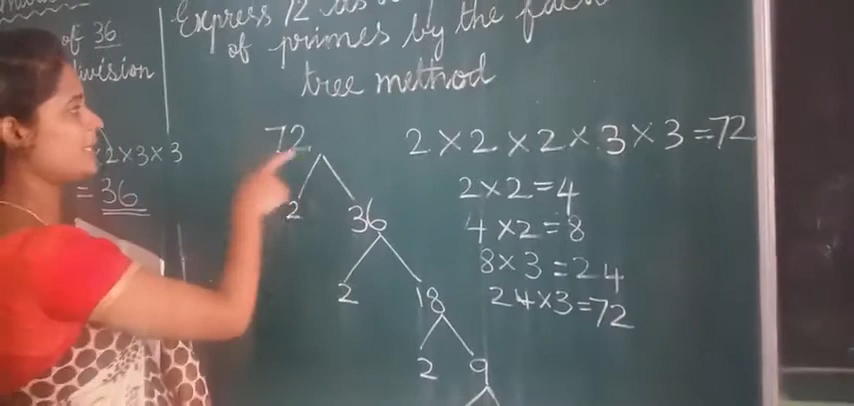 of 36
division
×2×3×3
= 36
Express 72 as
of primes by the
tree method
72
2 36
2 18
2 9
2×2×2×3×3=72
2×2=4
4×2=8
8×3=24
24×3=72